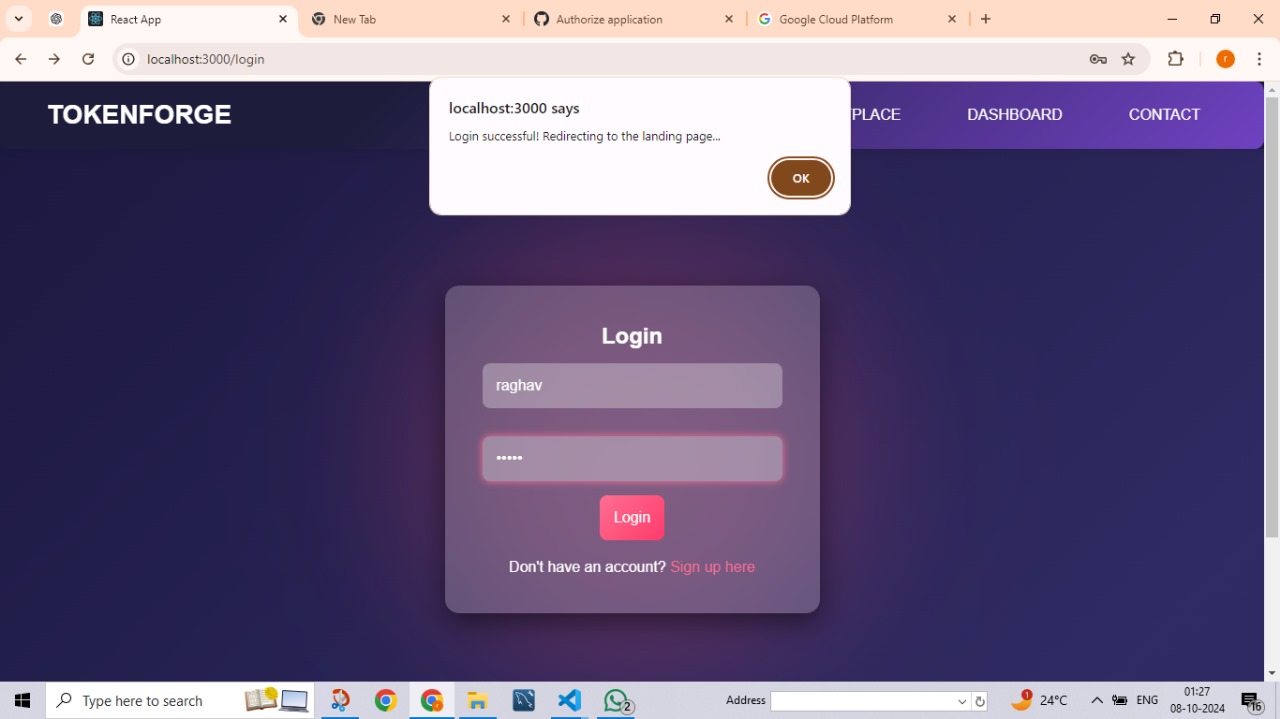 React App
New Tab
Authorize application
Google Cloud Platform
localhost:3000/login
r
TOKENFORGE
PLACE
DASHBOARD
CONTACT
localhost:3000 says
Login successful! Redirecting to the landing page...
OK
Login
raghav
•••••
Login
Don't have an account? Sign up here
Type here to search
2
Address
1
24°C
ENG
01:27
08-10-2024
16